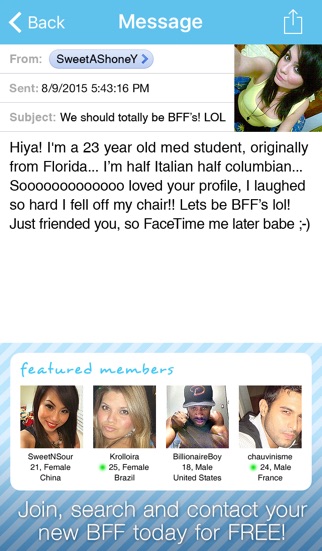 Back
Message
From: SweetAShoneY
Sent: 8/9/2015 5:43:16 PM
Subject: We should totally be BFF's! LOL
Hiya! I'm a 23 year old med student, originally
from Florida... I'm half Italian half columbian...
Sooooooooooooo loved your profile, I laughed
so hard I fell off my chair!! Lets be BFF's lol!
Just friended you, so FaceTime me later babe ;-)
featured members
SweetNSour
21, Female
China
Krolloira
25, Female
Brazil
BillionaireBoy
18, Male
United States
chauvinisme
24, Male
France
Join, search and contact your
new BFF today for FREE!